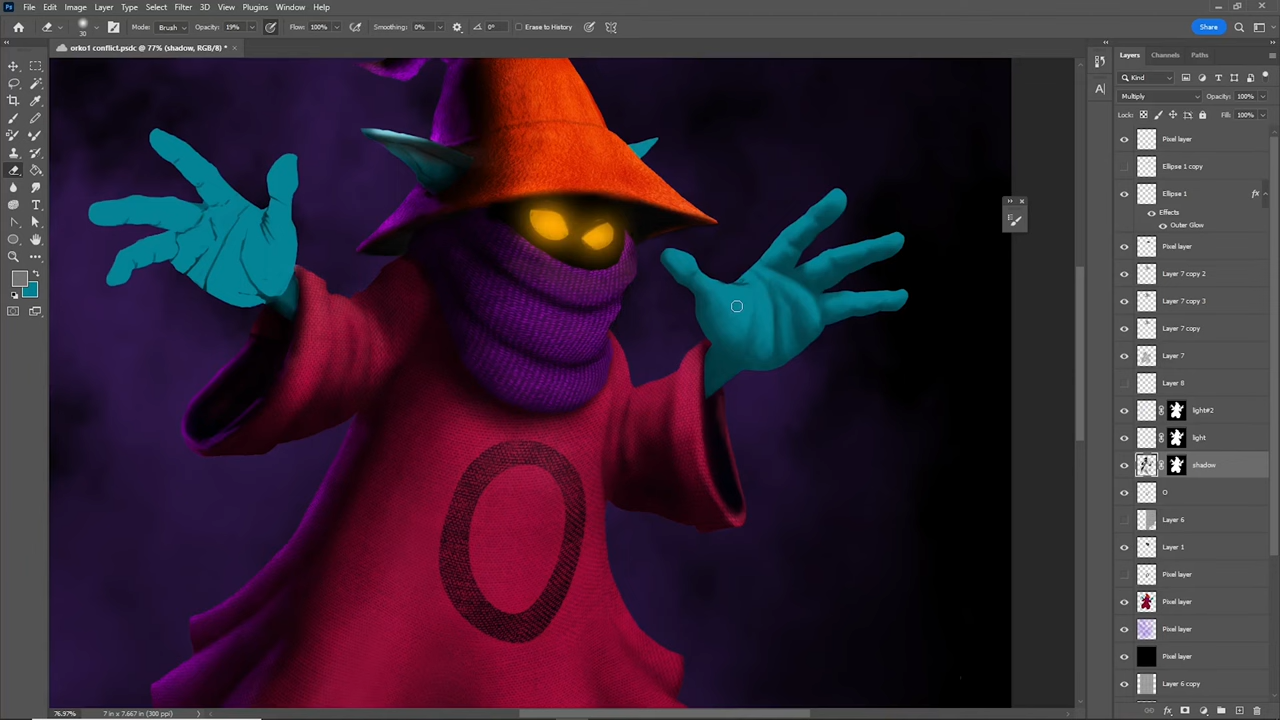 File Edit Image Layer Type Select Filter 3D View Plugins Window Help
30 Mode: Brush Opacity: 19% Flow: 100% Smoothing: 0% 0° Erase to History Share
orko1 conflict.psdc @ 77% (shadow, RGB/8) * ×
Layers Channels Paths
Kind
Multiply Opacity: 100%
Lock: Fill: 100%
Pixel layer
Ellipse 1 copy
Ellipse 1 fx
Effects
Outer Glow
Pixel layer
Layer 7 copy 2
Layer 7 copy 3
Layer 7 copy
Layer 7
Layer 8
light#2
light
shadow
O
Layer 6
Layer 1
Pixel layer
Pixel layer
Pixel layer
Pixel layer
Layer 6 copy
O
76.97% 7 in x 7.667 in (300 ppi)